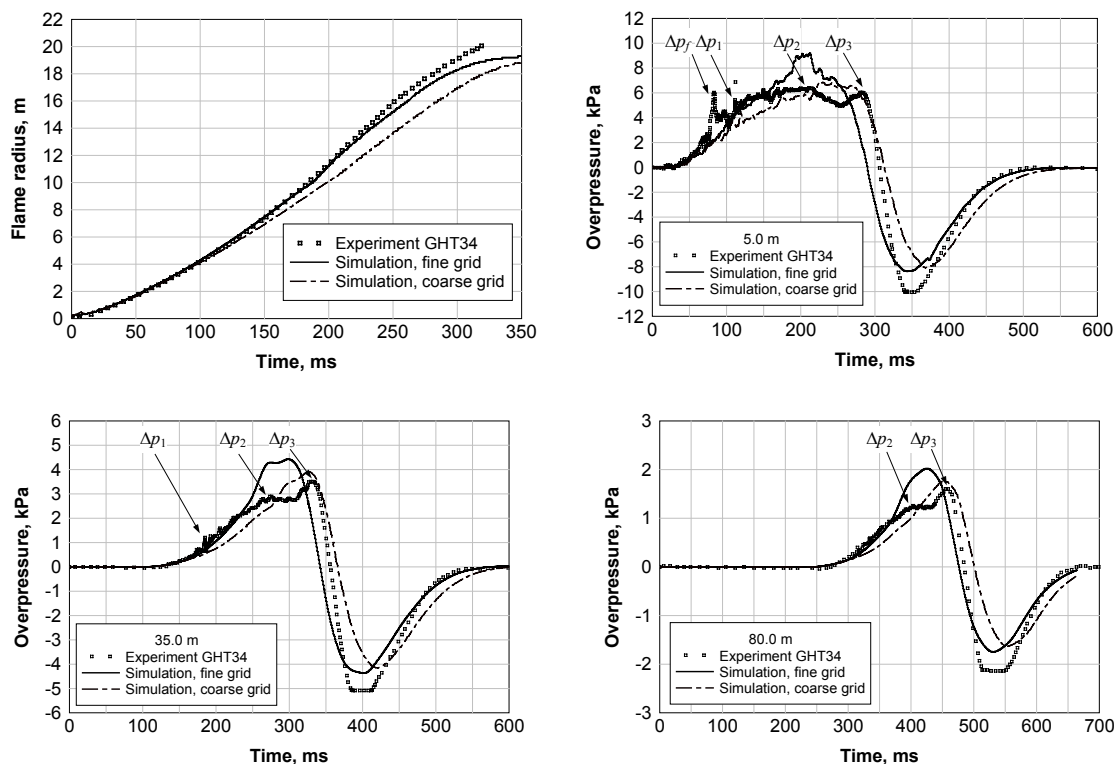 22
20
18
16
14
12
10
8
6
4
2
0
Flame radius, m
Experiment GHT34
Simulation, fine grid
Simulation, coarse grid
0 50 100 150 200 250 300 350
Time, ms
12
10
8
6
4
2
0
-2
-4
-6
-8
-10
-12
Overpressure, kPa
Δpf Δp1 Δp2 Δp3
5.0 m
Experiment GHT34
Simulation, fine grid
Simulation, coarse grid
0 100 200 300 400 500 600
Time, ms
6
5
4
3
2
1
0
-1
-2
-3
-4
-5
-6
Overpressure, kPa
Δp1 Δp2 Δp3
35.0 m
Experiment GHT34
Simulation, fine grid
Simulation, coarse grid
0 100 200 300 400 500 600
Time, ms
3
2
1
0
-1
-2
-3
Overpressure, kPa
Δp2 Δp3
80.0 m
Experiment GHT34
Simulation, fine grid
Simulation, coarse grid
0 100 200 300 400 500 600 700
Time, ms